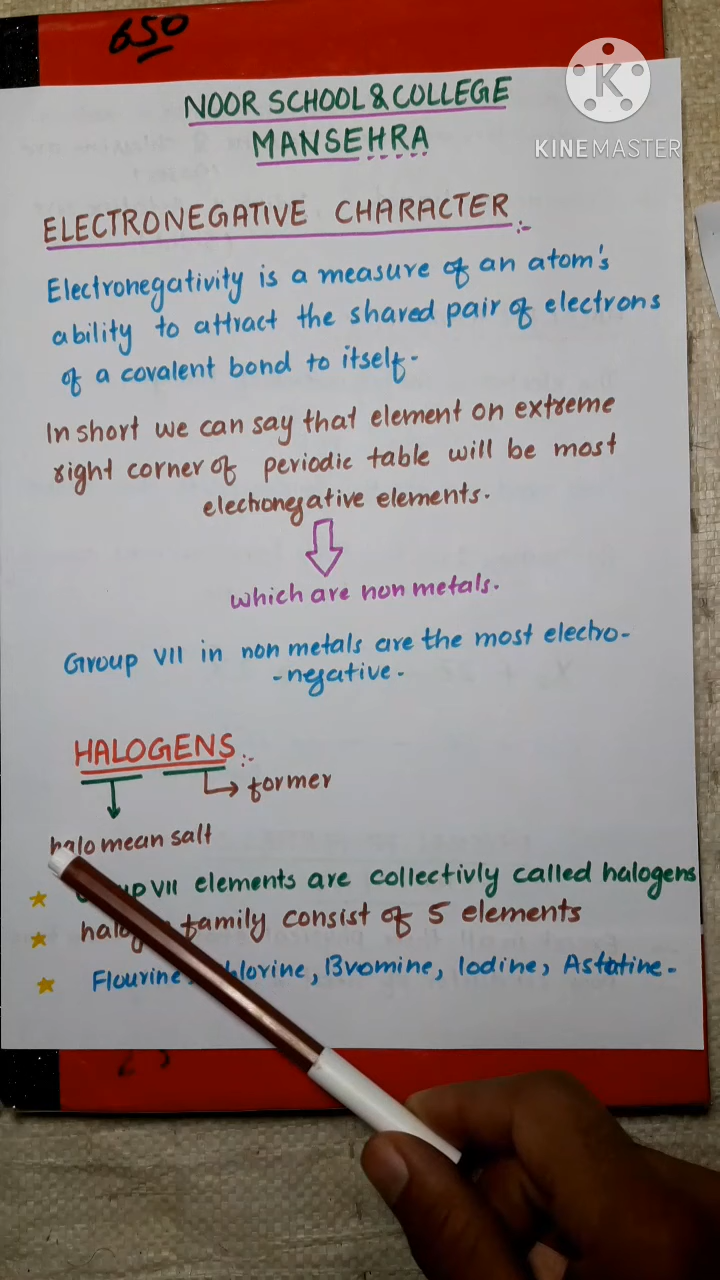 650
K
KINEMASTER
NOOR SCHOOL & COLLEGE
MANSEHRA
ELECTRONEGATIVE CHARACTER :-
Electronegativity is a measure of an atom's
ability to attract the shared pair of electrons
of a covalent bond to itself.
In short we can say that element on extreme
right corner of periodic table will be most
electronegative elements.
which are non metals.
Group VII in non metals are the most electro-
-negative.
HALOGENS :-
former
halo mean salt
VII elements are collectivly called halogens
family consist of 5 elements
Flourine, Chlorine, Bromine, Iodine, Astatine.